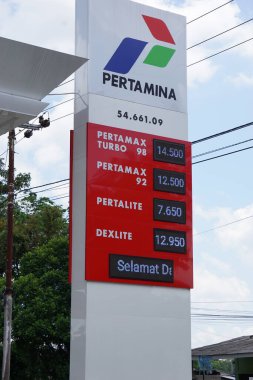 PERTAMINA
54.661.09
PERTAMAX
TURBO 98 14.500
PERTAMAX
92 12.500
PERTALITE 7.650
DEXLITE 12.950
Selamat Da